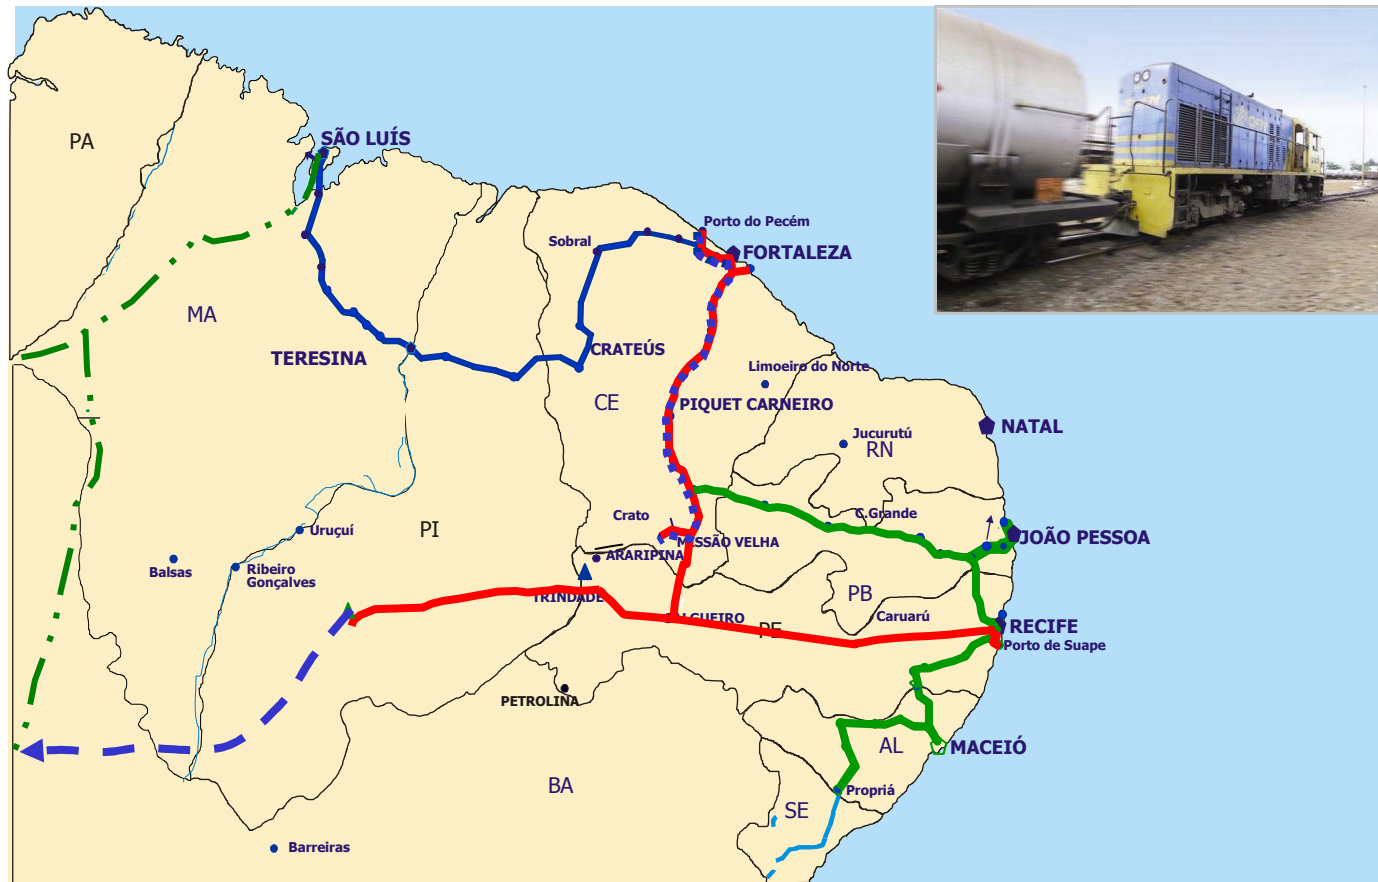 PA
SÃO LUÍS
Porto do Pecém
Sobral
FORTALEZA
MA
TERESINA
CRATEÚS
Limoeiro do Norte
CE
PIQUET CARNEIRO
NATAL
Jucurutú
RN
Crato
C.Grande
PI
Uruçuí
MISSÃO VELHA
JOÃO PESSOA
ARARIPINA
Balsas
Ribeiro
Gonçalves
TRINDADE
PB
SALGUEIRO
Caruarú
RECIFE
PE
Porto de Suape
PETROLINA
AL
MACEIÓ
BA
Propriá
SE
Barreiras